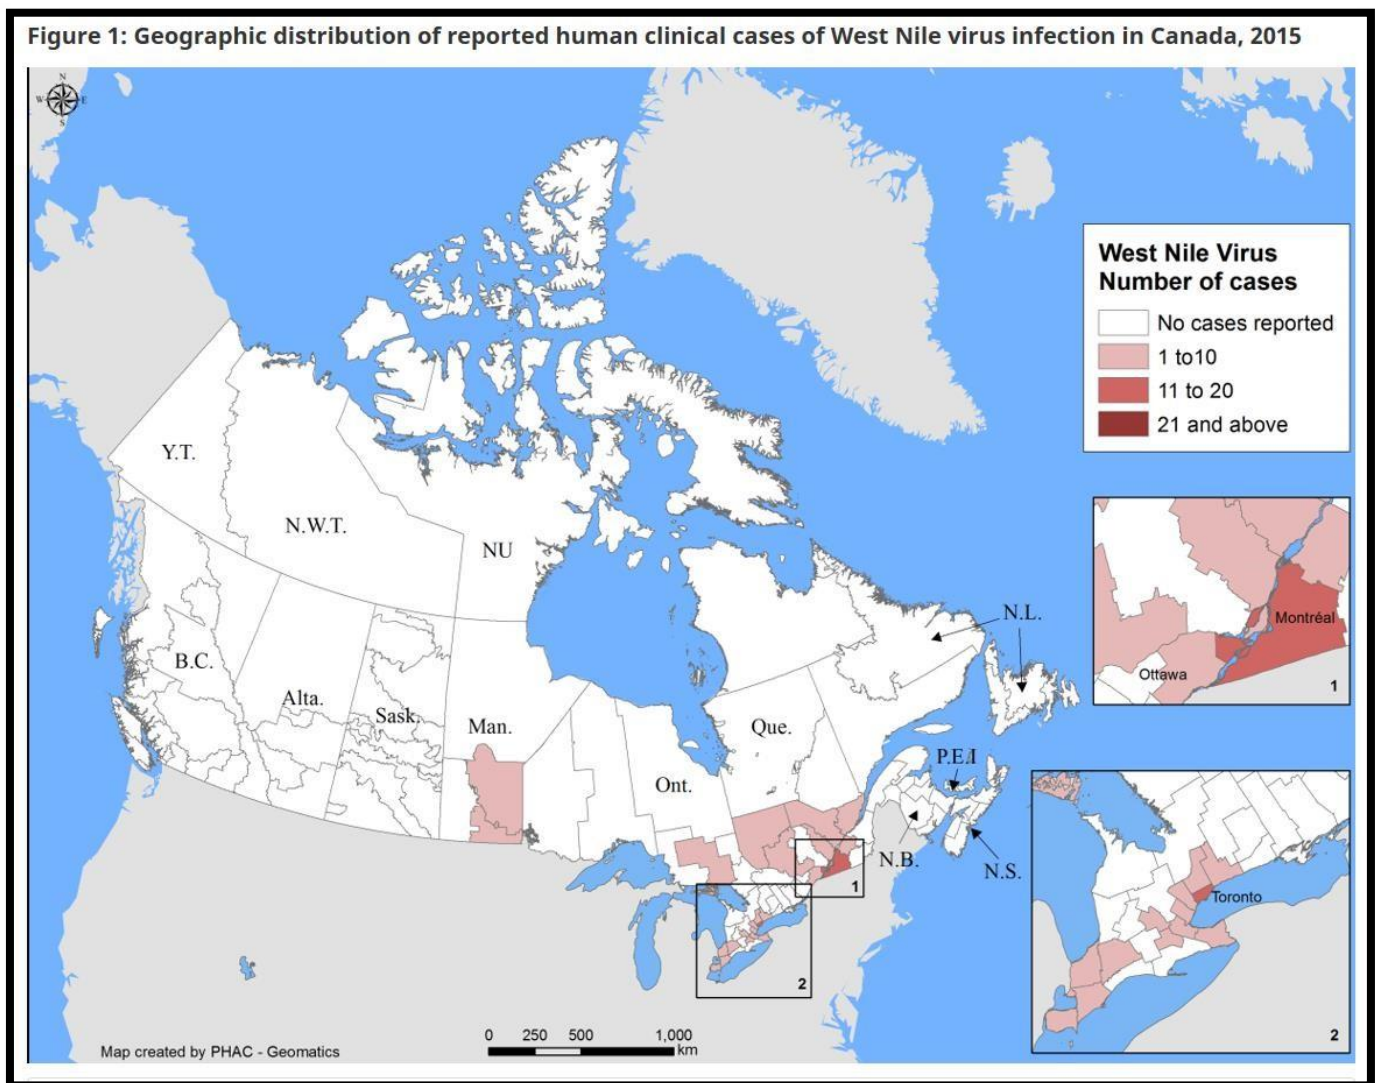 Figure 1: Geographic distribution of reported human clinical cases of West Nile virus infection in Canada, 2015
N
W E
S
West Nile Virus
Number of cases
No cases reported
1 to10
11 to 20
21 and above
Y.T.
N.W.T.
NU
B.C.
Alta.
Sask.
Man.
Ont.
Que.
N.L.
P.E.I
N.B.
N.S.
1
2
Montréal
Ottawa
1
Toronto
2
0 250 500 1,000
km
Map created by PHAC - Geomatics